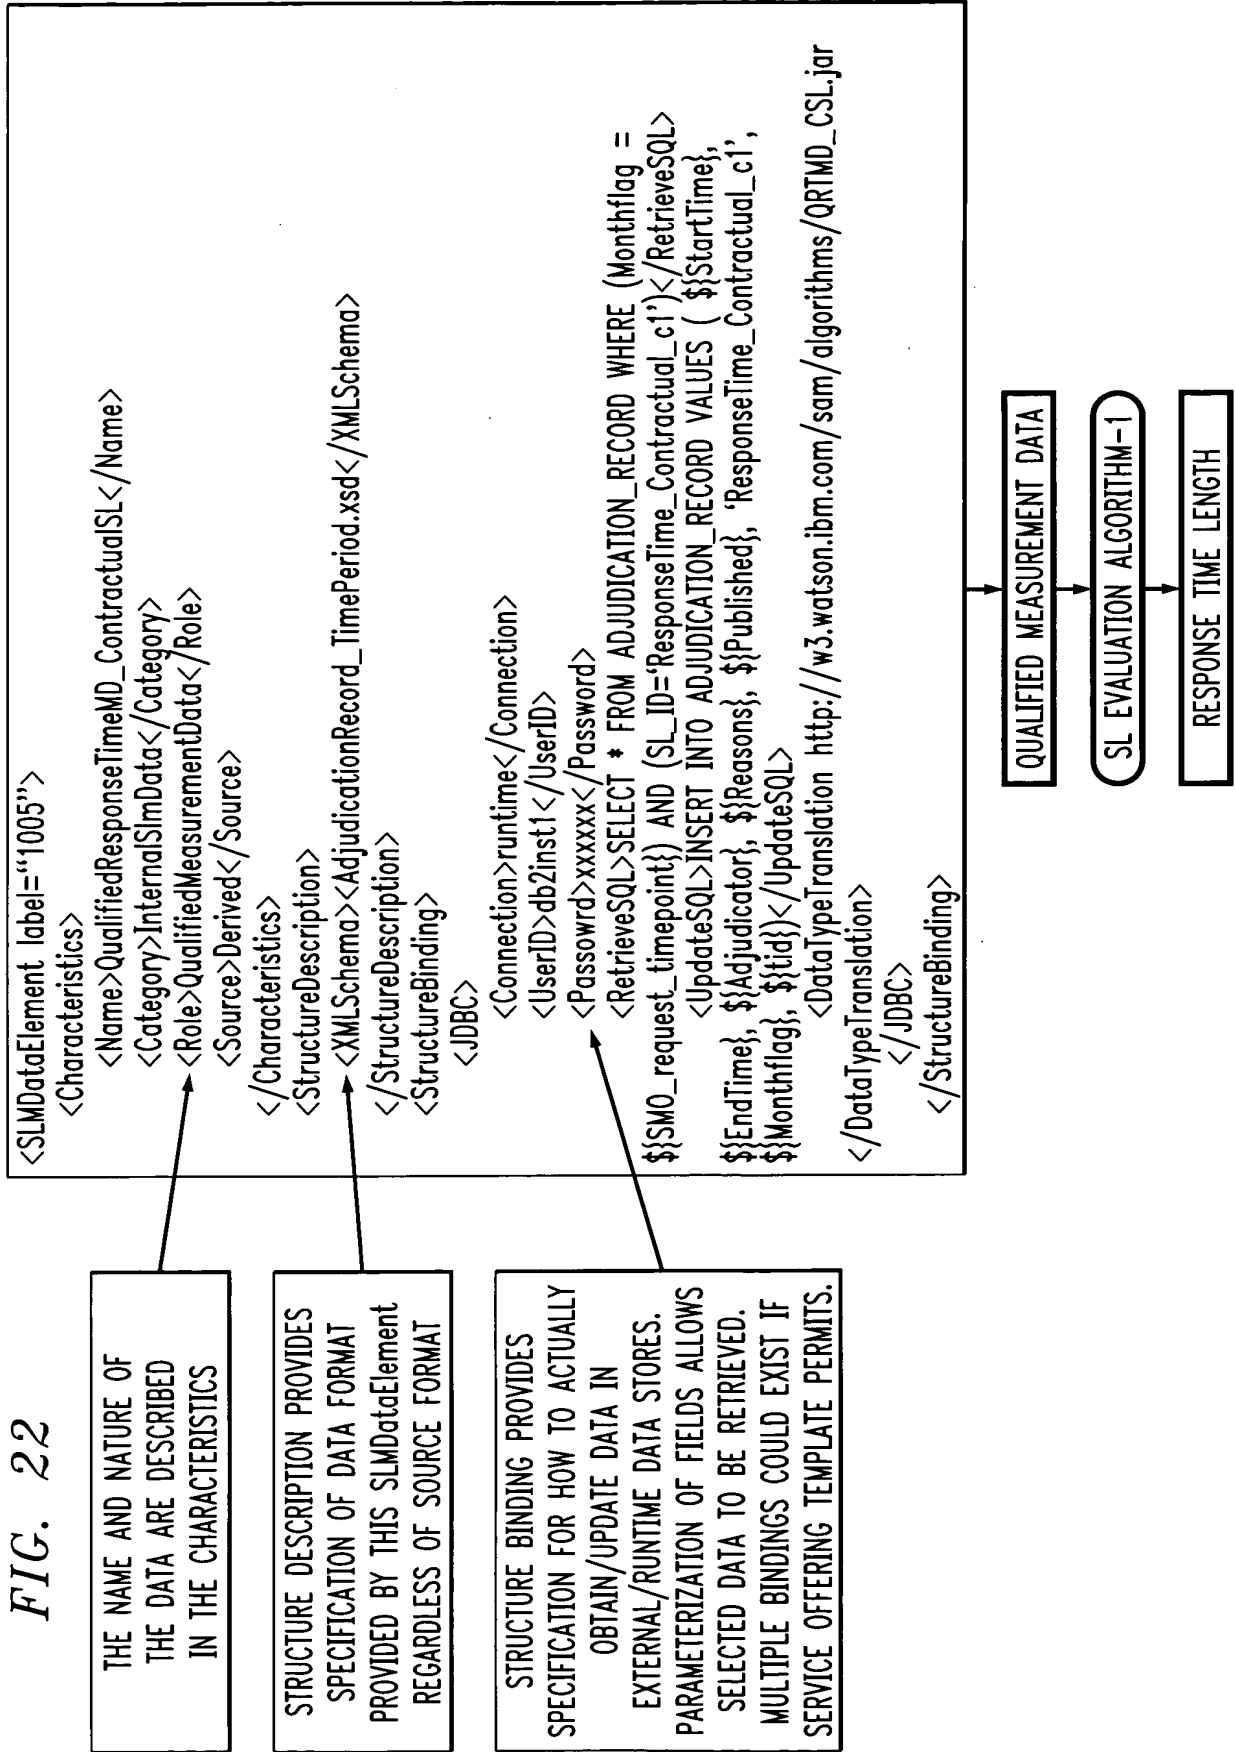 FIG. 22
THE NAME AND NATURE OF
THE DATA ARE DESCRIBED
IN THE CHARACTERISTICS
STRUCTURE DESCRIPTION PROVIDES
SPECIFICATION OF DATA FORMAT
PROVIDED BY THIS SLMDataElement
REGARDLESS OF SOURCE FORMAT
STRUCTURE BINDING PROVIDES
SPECIFICATION FOR HOW TO ACTUALLY
OBTAIN/UPDATE DATA IN
EXTERNAL/RUNTIME DATA STORES.
PARAMETERIZATION OF FIELDS ALLOWS
SELECTED DATA TO BE RETRIEVED.
MULTIPLE BINDINGS COULD EXIST IF
SERVICE OFFERING TEMPLATE PERMITS.
<SLMDataElement label="1005">
<Characteristics>
<Name>QualifiedResponseTimeMD_ContractualSL</Name>
<Category>InternalSlmData</Category>
<Role>QualifiedMeasurementData</Role>
<Source>Derived</Source>
</Characteristics>
<StructureDescription>
<XMLSchema><AdjudicationRecord_TimePeriod.xsd</XMLSchema>
</StructureDescription>
<StructureBinding>
<JDBC>
<Connection>runtime</Connection>
<UserID>db2inst1</UserID>
<Passowrd>xxxxxx</Password>
<RetrieveSQL>SELECT * FROM ADJUDICATION_RECORD WHERE (Monthflag =
${SMO_request_timepoint}) AND (SL_ID='ResponseTime_Contractual_c1')</RetrieveSQL>
<UpdateSQL>INSERT INTO ADJUDICATION_RECORD VALUES ( ${StartTime},
${EndTime}, ${Adjudicator}, ${Reasons}, ${Published}, 'ResponseTime_Contractual_c1',
${Monthflag}, ${tid})</UpdateSQL>
<DataTypeTranslation http://w3.watson.ibm.com/sam/algorithms/QRTMD_CSL.jar
</DataTypeTranslation>
</JDBC>
</StructureBinding>
QUALIFIED MEASUREMENT DATA
SL EVALUATION ALGORITHM-1
RESPONSE TIME LENGTH